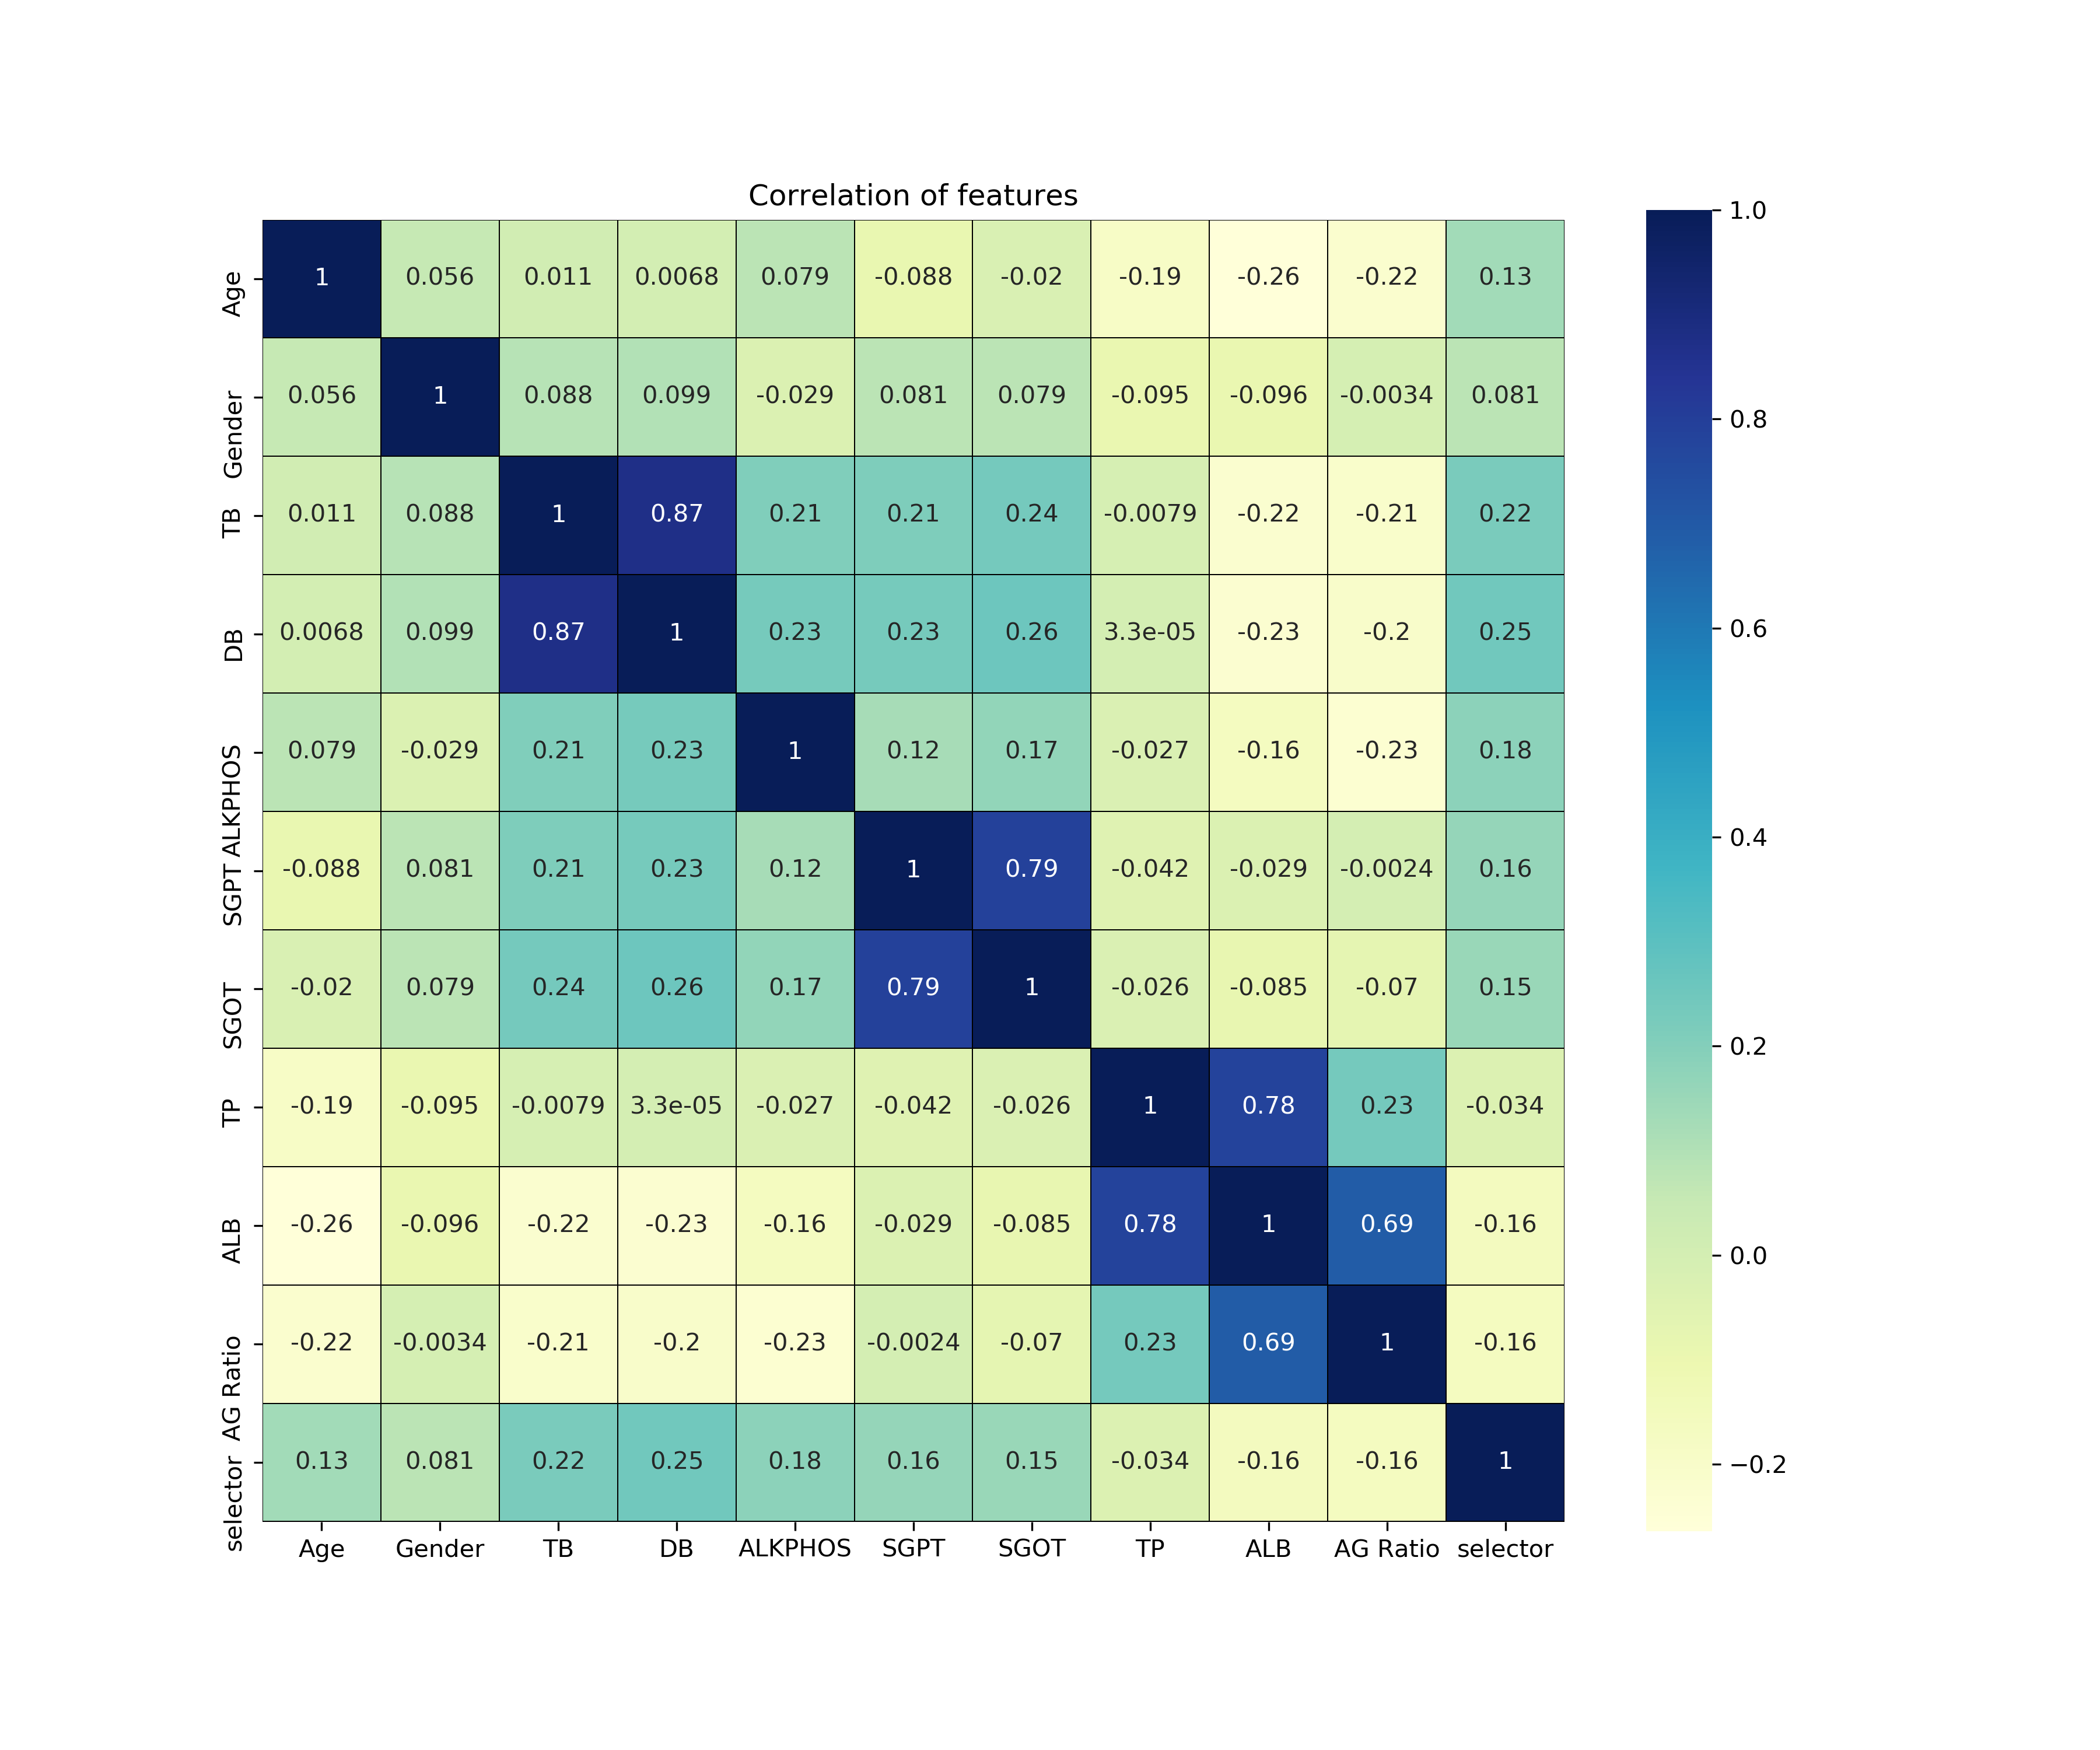 Correlation of features
Age 1 0.056 0.011 0.0068 0.079 -0.088 -0.02 -0.19 -0.26 -0.22 0.13
Gender 0.056 1 0.088 0.099 -0.029 0.081 0.079 -0.095 -0.096 -0.0034 0.081
TB 0.011 0.088 1 0.87 0.21 0.21 0.24 -0.0079 -0.22 -0.21 0.22
DB 0.0068 0.099 0.87 1 0.23 0.23 0.26 3.3e-05 -0.23 -0.2 0.25
ALKPHOS 0.079 -0.029 0.21 0.23 1 0.12 0.17 -0.027 -0.16 -0.23 0.18
SGPT -0.088 0.081 0.21 0.23 0.12 1 0.79 -0.042 -0.029 -0.0024 0.16
SGOT -0.02 0.079 0.24 0.26 0.17 0.79 1 -0.026 -0.085 -0.07 0.15
TP -0.19 -0.095 -0.0079 3.3e-05 -0.027 -0.042 -0.026 1 0.78 0.23 -0.034
ALB -0.26 -0.096 -0.22 -0.23 -0.16 -0.029 -0.085 0.78 1 0.69 -0.16
AG Ratio -0.22 -0.0034 -0.21 -0.2 -0.23 -0.0024 -0.07 0.23 0.69 1 -0.16
selector 0.13 0.081 0.22 0.25 0.18 0.16 0.15 -0.034 -0.16 -0.16 1
Age Gender TB DB ALKPHOS SGPT SGOT TP ALB AG Ratio selector
1.0
0.8
0.6
0.4
0.2
0.0
−0.2